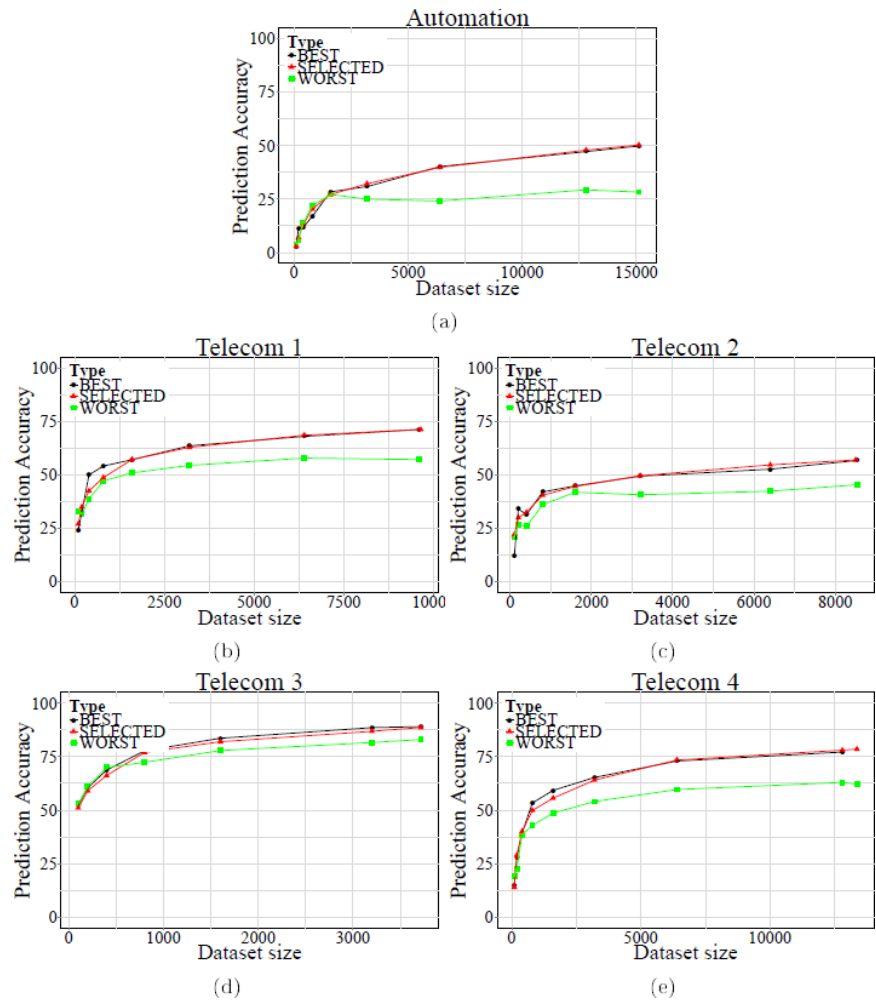 Automation
Type
BEST
SELECTED
WORST
100
75
50
25
0
Prediction Accuracy
0 5000 10000 15000
Dataset size
(a)
Telecom 1
Type
BEST
SELECTED
WORST
100
75
50
25
0
Prediction Accuracy
0 2500 5000 7500 1000
Dataset size
(b)
Telecom 2
Type
BEST
SELECTED
WORST
100
75
50
25
0
Prediction Accuracy
0 2000 4000 6000 8000
Dataset size
(c)
Telecom 3
Type
BEST
SELECTED
WORST
100
75
50
25
0
Prediction Accuracy
0 1000 2000 3000
Dataset size
(d)
Telecom 4
Type
BEST
SELECTED
WORST
100
75
50
25
0
Prediction Accuracy
0 5000 10000
Dataset size
(e)